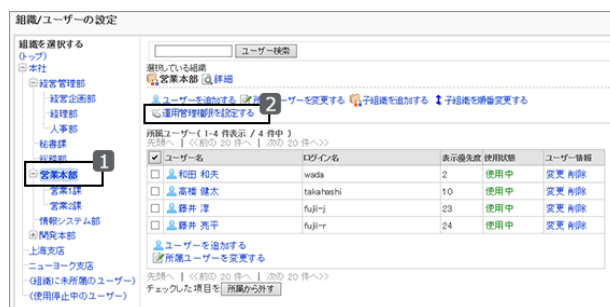 組織/ユーザーの設定
組織を選択する
(トップ)
本社
経営管理部
経営企画部
経理部
人事部
秘書課
総務部
1
営業本部
営業1課
営業2課
情報システム部
開発本部
上海支店
ニューヨーク支店
(組織に未所属のユーザー)
(使用停止中のユーザー)
ユーザー検索
選択している組織
営業本部 詳細
ユーザーを追加する 所属ユーザーを変更する 子組織を追加する 子組織を順番変更する
運用管理権限を設定する 2
所属ユーザー( 1-4 件表示 / 4 件中 )
先頭へ | <<前の 20 件へ | 次の 20 件へ>>
ユーザー名 ログイン名 表示優先度 使用状態 ユーザー情報
和田 和夫 wada 2 使用中 変更 削除
高橋 健太 takahashi 10 使用中 変更 削除
藤井 淳 fujii-j 23 使用中 変更 削除
藤井 亮平 fujii-r 24 使用中 変更 削除
ユーザーを追加する
所属ユーザーを変更する
先頭へ | <<前の 20 件へ | 次の 20 件へ>>
チェックした項目を 所属から外す